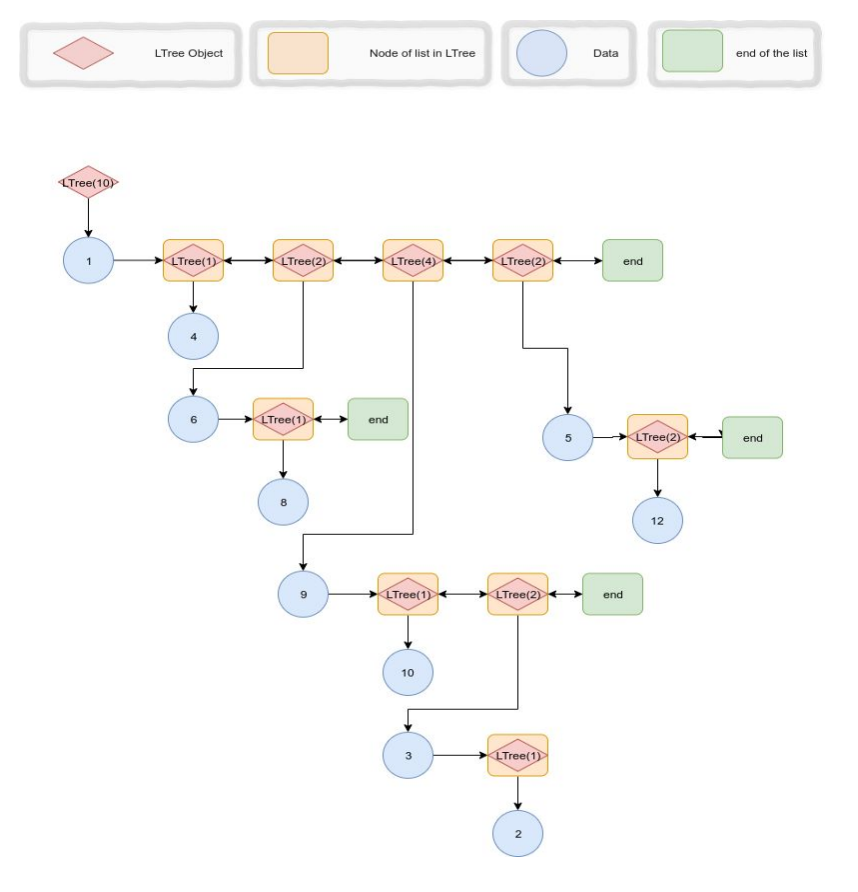 LTree Object
Node of list in LTree
Data
end of the list
LTree(10)
1
LTree(1)
LTree(2)
LTree(4)
LTree(2)
end
4
6
LTree(1)
end
5
LTree(2)
end
8
12
9
LTree(1)
LTree(2)
end
10
3
LTree(1)
2